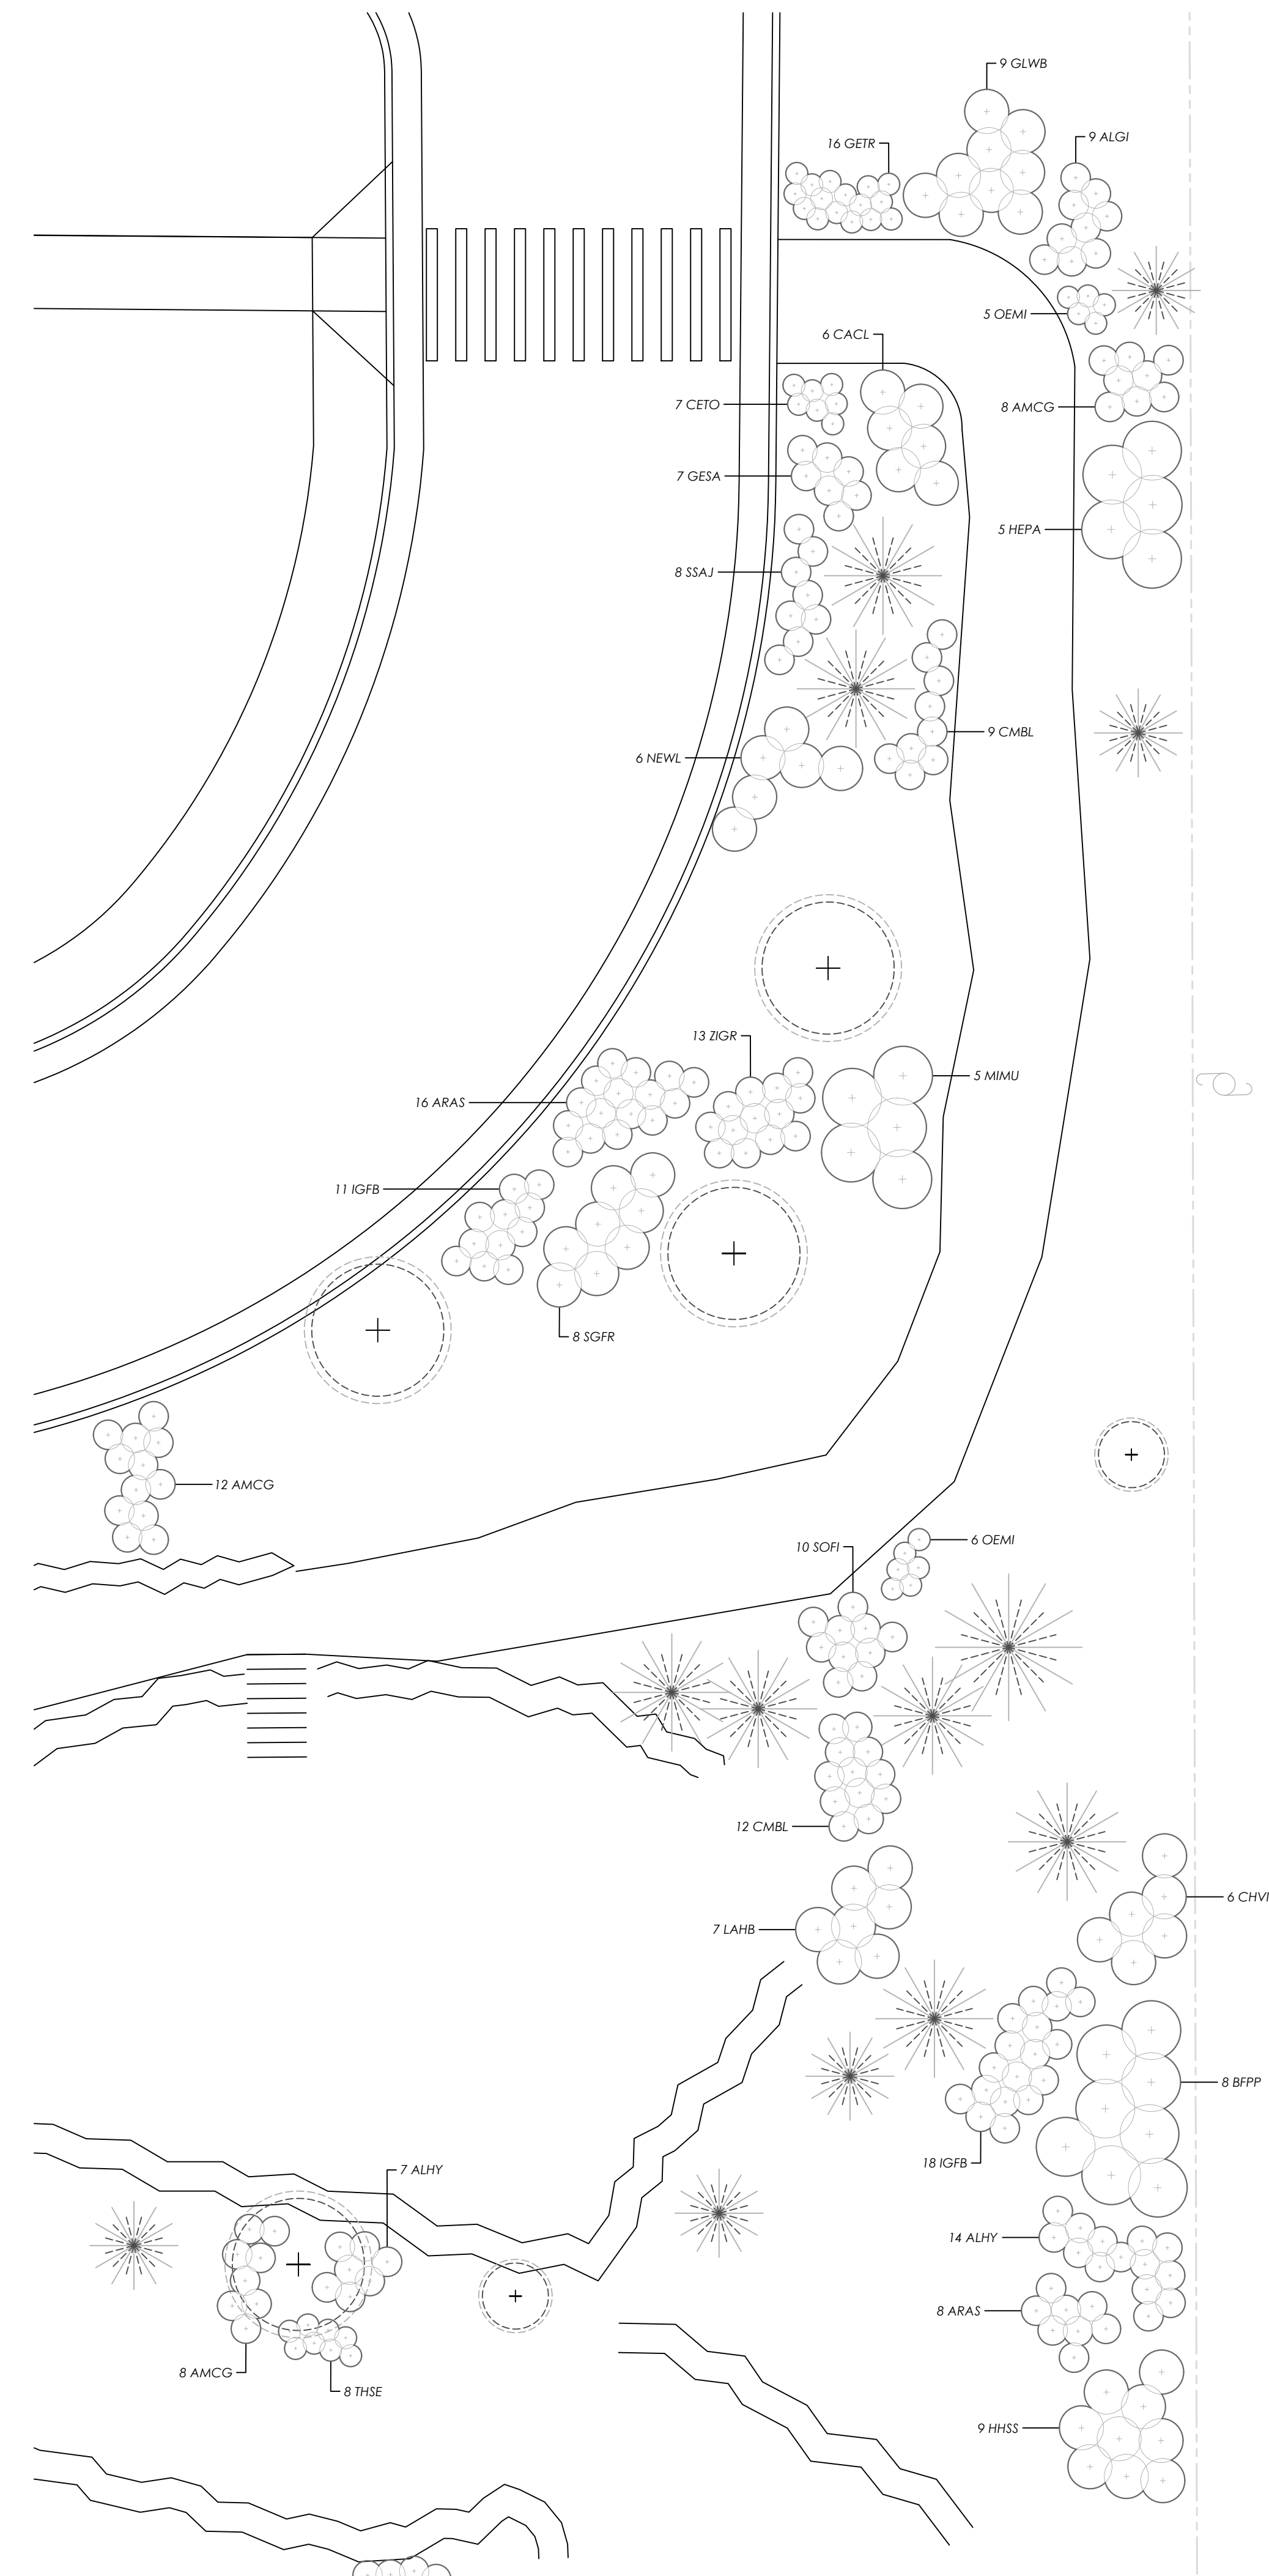 9 GLWB
9 ALGI
16 GETR
5 OEMI
6 CACL
7 CETO
8 AMCG
7 GESA
5 HEPA
8 SSAJ
9 CMBL
6 NEWL
13 ZIGR
5 MIMU
16 ARAS
11 IGFB
8 SGFR
12 AMCG
10 SOFI
6 OEMI
12 CMBL
6 CHVI
7 LAHB
8 BFPP
18 IGFB
7 ALHY
14 ALHY
8 ARAS
8 AMCG
8 THSE
9 HHSS